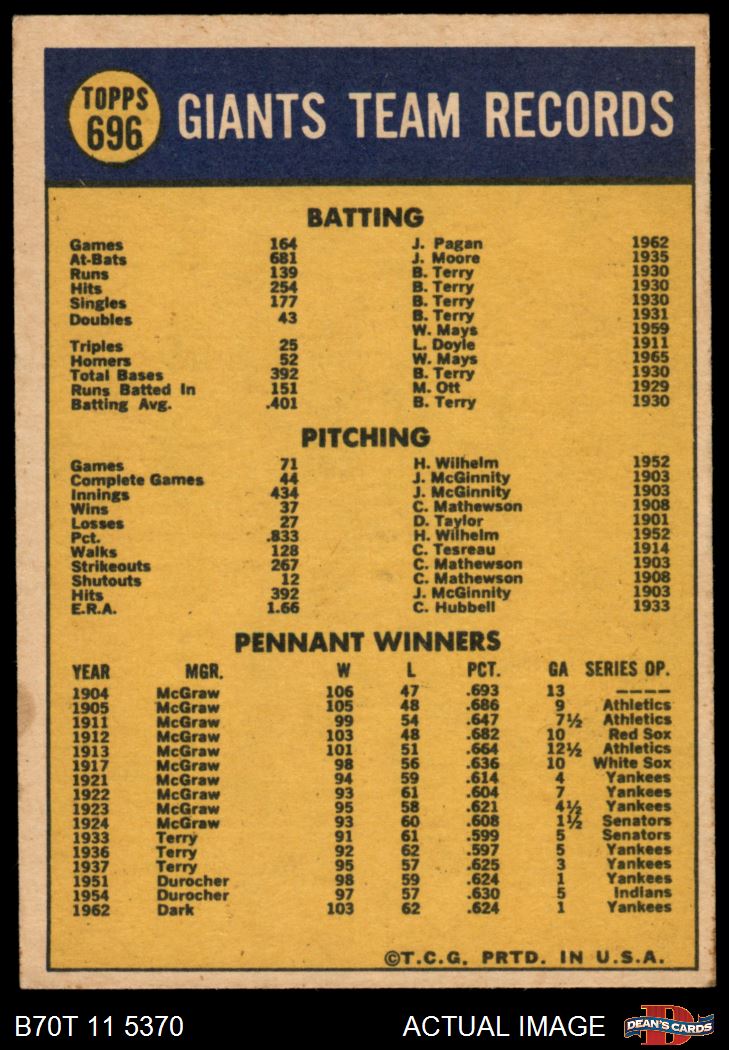 TOPPS
696
GIANTS TEAM RECORDS
BATTING
Games 164 J. Pagan 1962
At-Bats 681 J. Moore 1935
Runs 139 B. Terry 1930
Hits 254 B. Terry 1930
Singles 177 B. Terry 1930
Doubles 43 B. Terry 1931
W. Mays 1959
Triples 25 L. Doyle 1911
Homers 52 W. Mays 1965
Total Bases 392 B. Terry 1930
Runs Batted In 151 M. Ott 1929
Batting Avg. .401 B. Terry 1930
PITCHING
Games 71 H. Wilhelm 1952
Complete Games 44 J. McGinnity 1903
Innings 434 J. McGinnity 1903
Wins 37 C. Mathewson 1908
Losses 27 D. Taylor 1901
Pct. .833 H. Wilhelm 1952
Walks 128 C. Tesreau 1914
Strikeouts 267 C. Mathewson 1903
Shutouts 12 C. Mathewson 1908
Hits 392 J. McGinnity 1903
E.R.A. 1.66 C. Hubbell 1933
PENNANT WINNERS
YEAR MGR. W L PCT. GA SERIES OP.
1904 McGraw 106 47 .693 13 ----
1905 McGraw 105 48 .686 9 Athletics
1911 McGraw 99 54 .647 7½ Athletics
1912 McGraw 103 48 .682 10 Red Sox
1913 McGraw 101 51 .664 12½ Athletics
1917 McGraw 98 56 .636 10 White Sox
1921 McGraw 94 59 .614 4 Yankees
1922 McGraw 93 61 .604 7 Yankees
1923 McGraw 95 58 .621 4½ Yankees
1924 McGraw 93 60 .608 1½ Senators
1933 Terry 91 61 .599 5 Senators
1936 Terry 92 62 .597 5 Yankees
1937 Terry 95 57 .625 3 Yankees
1951 Durocher 98 59 .624 1 Yankees
1954 Durocher 97 57 .630 5 Indians
1962 Dark 103 62 .624 1 Yankees
©T.C.G. PRTD. IN U.S.A.
B70T 11 5370 ACTUAL IMAGE D DEAN'S CARDS